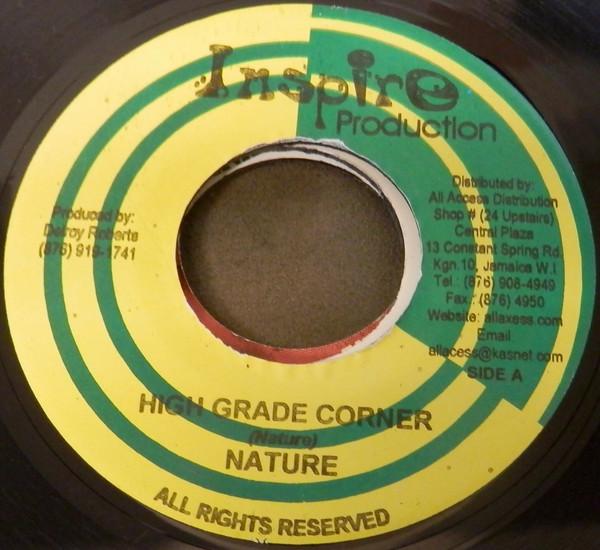 Inspire
Production
Produced by:
Delroy Roberts
(876) 919-1741
Distributed by:
All Access Distribution
Shop # (24 Upstairs)
Central Plaza
13 Constant Spring Rd.
Kgn.10, Jamaica W.I
Tel.: (876) 908-4949
Fax.: (876) 4950
Website: allaxess.com
Email
allacess@kasnet.com
SIDE A
HIGH GRADE CORNER
(Nature)
NATURE
ALL RIGHTS RESERVED